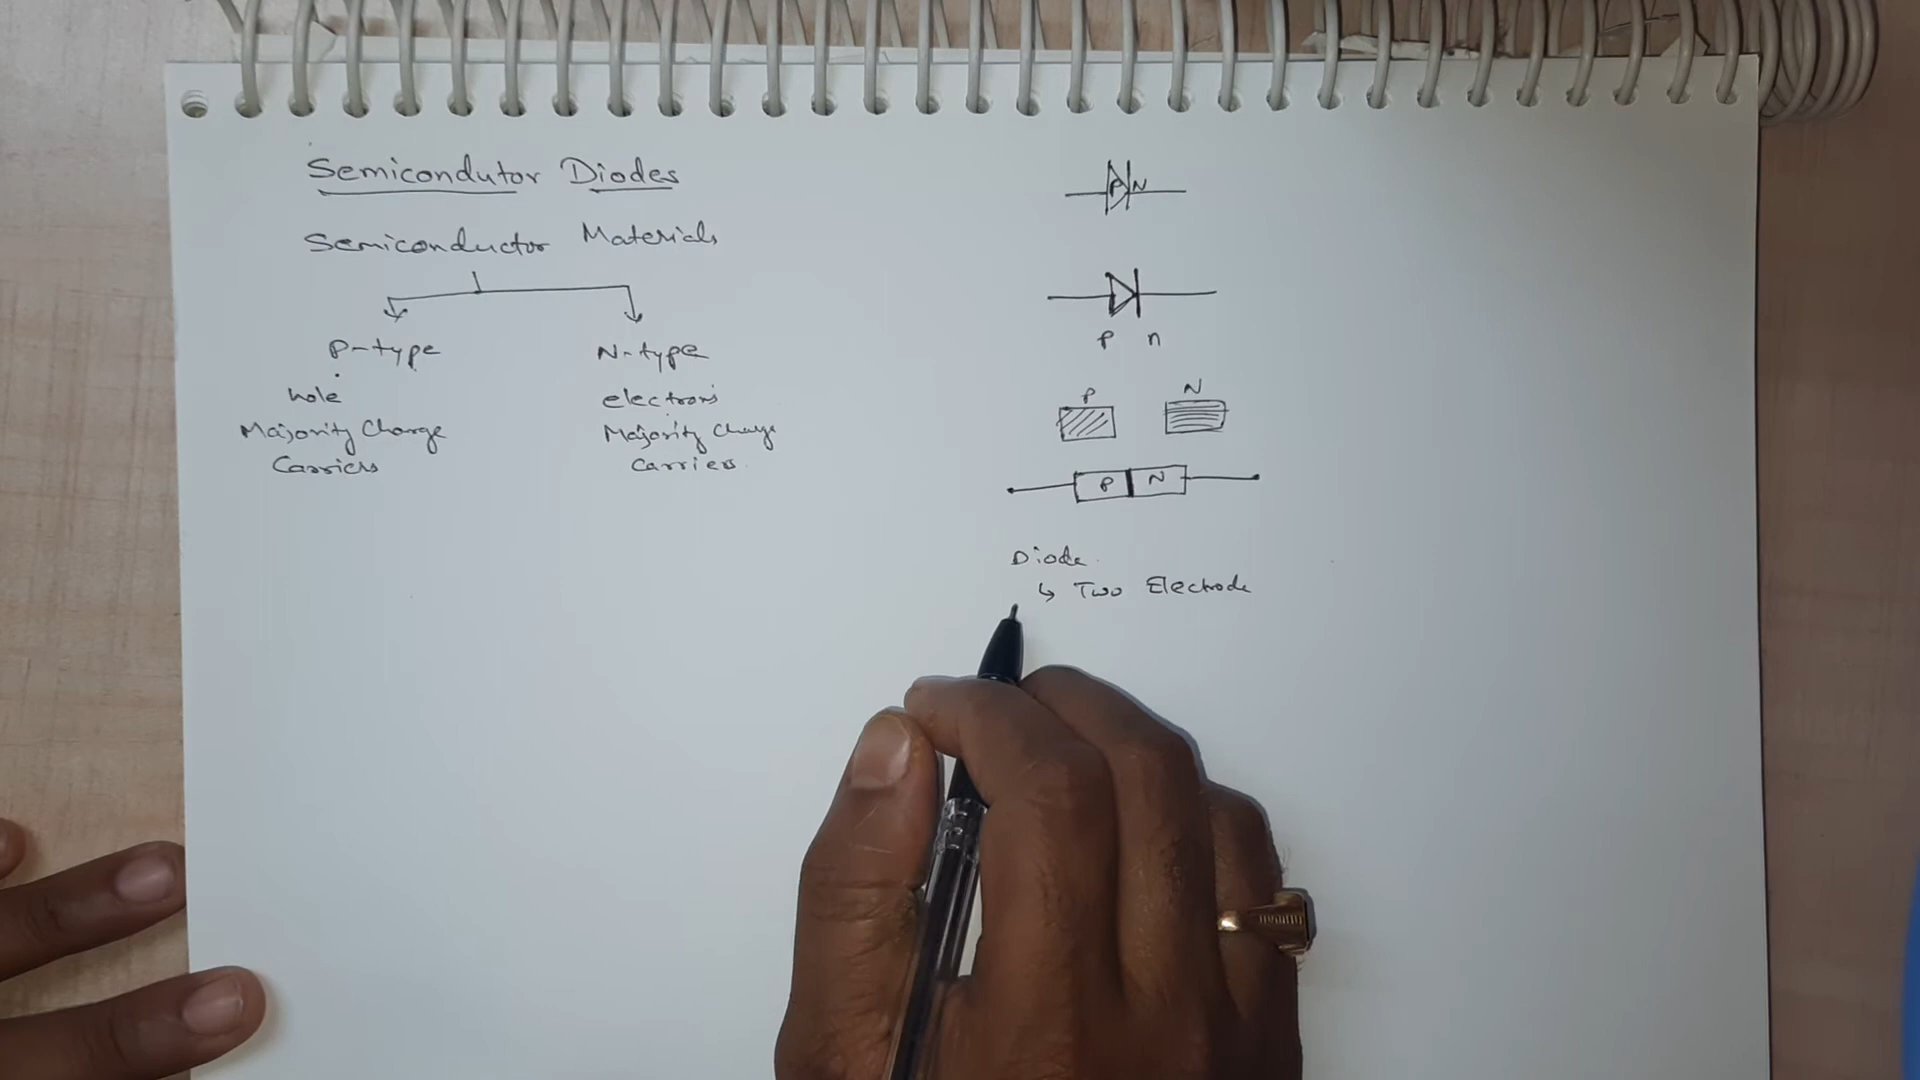 Semicondutor Diodes
Semiconductor Materials
P-type
N-type
hole
Majority Charge
Carriers
electrons
Majority Charge
Carriers
P N
P n
P N
P N
Diode
↳ Two Electrode